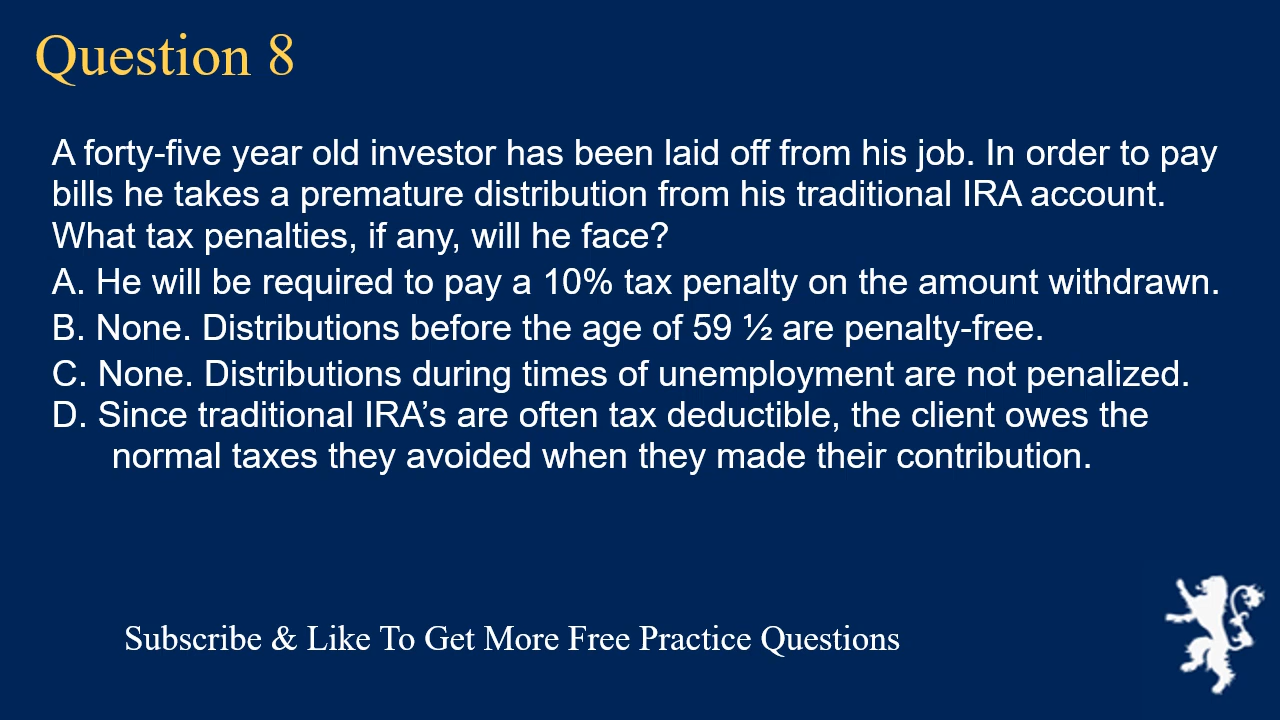 Question 8
A forty-five year old investor has been laid off from his job. In order to pay
bills he takes a premature distribution from his traditional IRA account.
What tax penalties, if any, will he face?
A. He will be required to pay a 10% tax penalty on the amount withdrawn.
B. None. Distributions before the age of 59 ½ are penalty-free.
C. None. Distributions during times of unemployment are not penalized.
D. Since traditional IRA’s are often tax deductible, the client owes the
normal taxes they avoided when they made their contribution.
Subscribe & Like To Get More Free Practice Questions